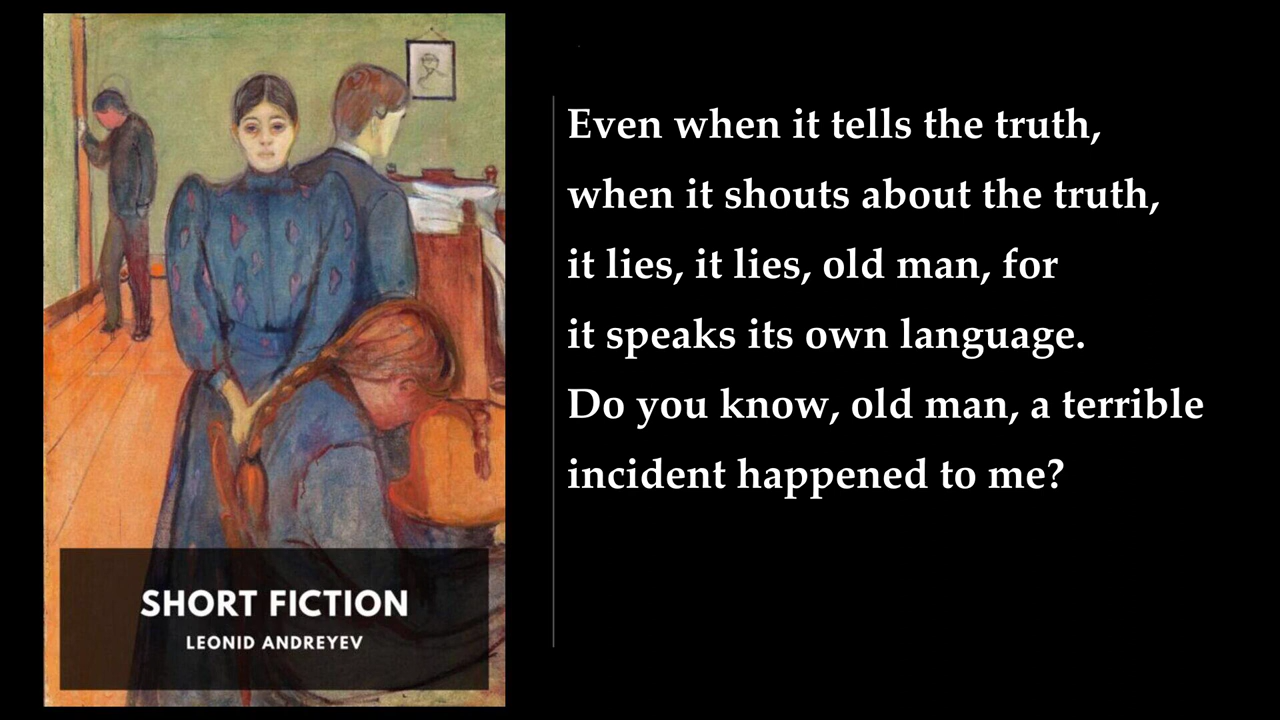 SHORT FICTION
LEONID ANDREYEV
Even when it tells the truth,
when it shouts about the truth,
it lies, it lies, old man, for
it speaks its own language.
Do you know, old man, a terrible
incident happened to me?